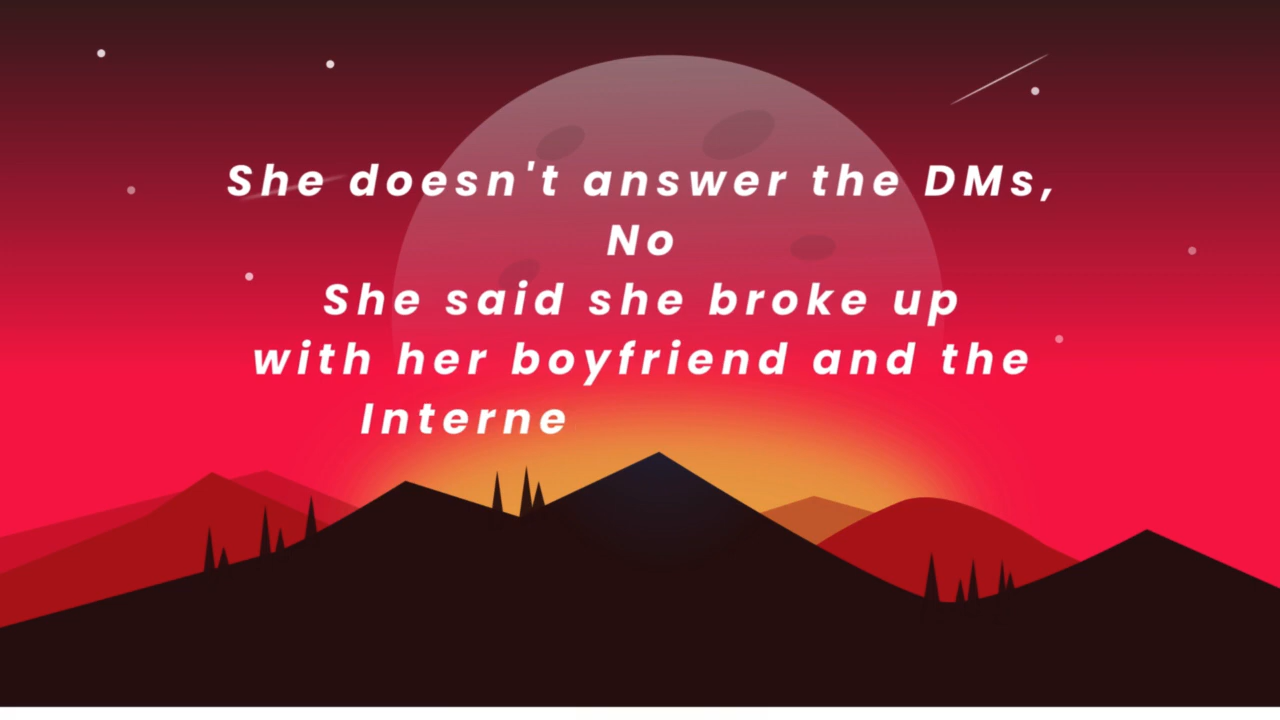 She doesn't answer the DMs,
No
She said she broke up
with her boyfriend and the
Interne